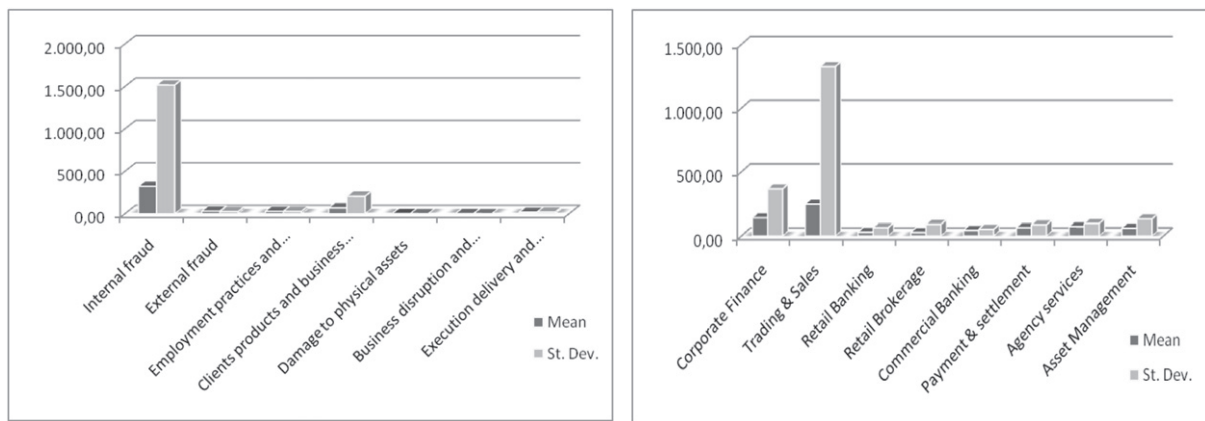 2.000,00
1.500,00
1.000,00
500,00
0,00
Internal fraud
External fraud
Employment practices and...
Clients products and business...
Damage to physical assets
Business disruption and...
Execution delivery and...
Mean
St. Dev.
1.500,00
1.000,00
500,00
0,00
Corporate Finance
Trading & Sales
Retail Banking
Retail Brokerage
Commercial Banking
Payment & settlement
Agency services
Asset Management
Mean
St. Dev.